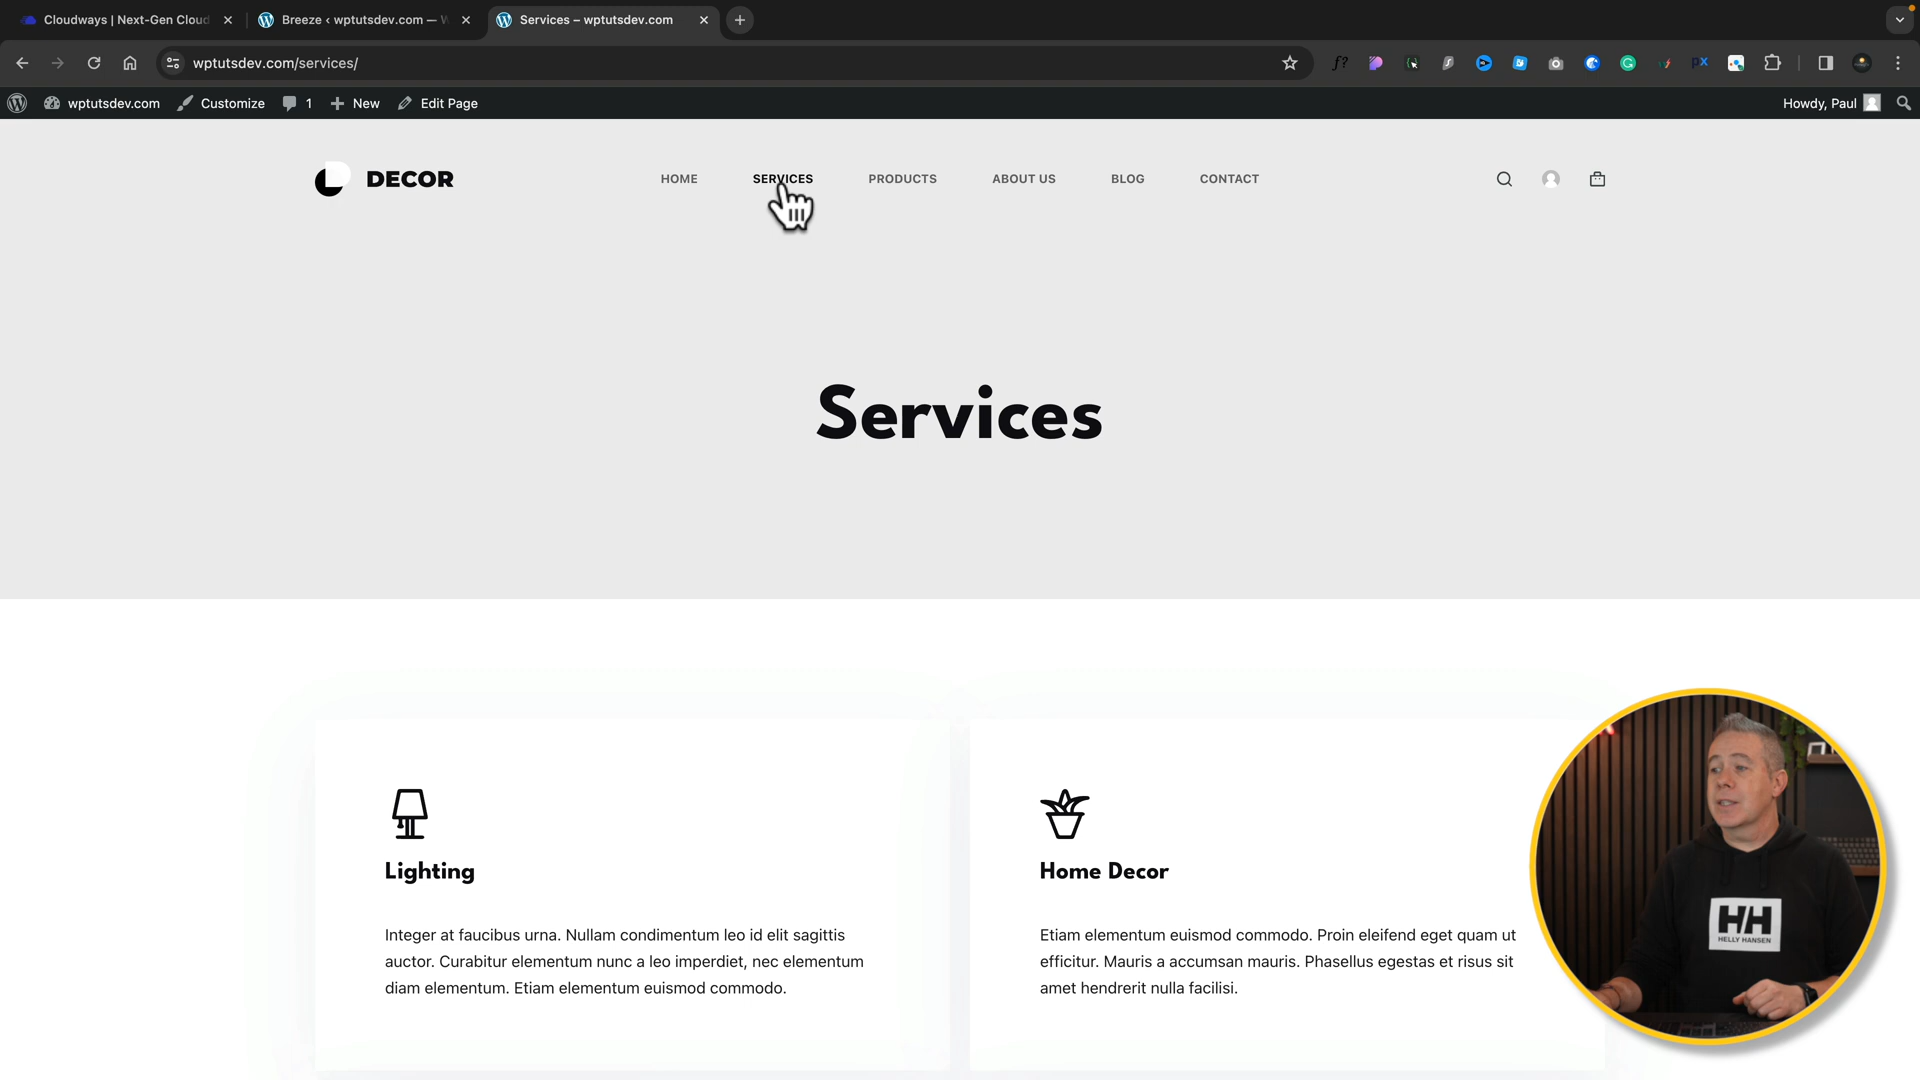 Cloudways | Next-Gen Cloud
Breeze ‹ wptutsdev.com — W
Services – wptutsdev.com
wptutsdev.com/services/
wptutsdev.com
Customize
1
New
Edit Page
Howdy, Paul
DECOR
HOME
SERVICES
PRODUCTS
ABOUT US
BLOG
CONTACT
Services
Lighting
Integer at faucibus urna. Nullam condimentum leo id elit sagittis
auctor. Curabitur elementum nunc a leo imperdiet, nec elementum
diam elementum. Etiam elementum euismod commodo.
Home Decor
Etiam elementum euismod commodo. Proin eleifend eget quam ut
efficitur. Mauris a accumsan mauris. Phasellus egestas et risus sit
amet hendrerit nulla facilisi.
HH
HELLY HANSEN